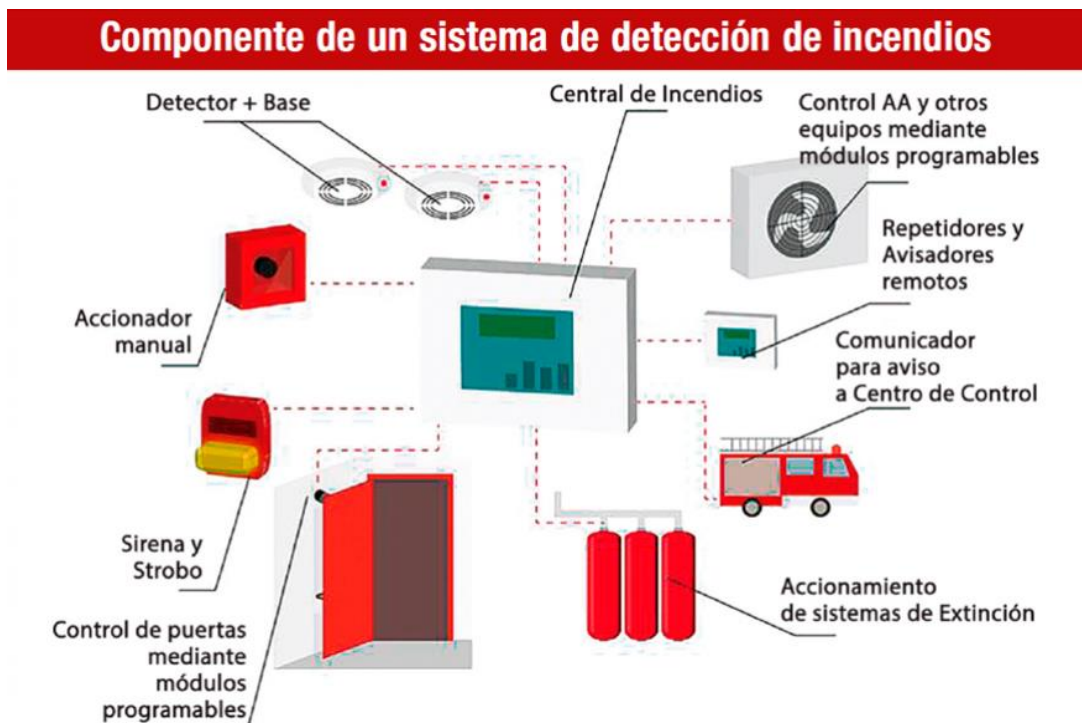 Componente de un sistema de detección de incendios
Detector + Base
Central de Incendios
Control AA y otros
equipos mediante
módulos programables
Repetidores y
Avisadores
remotos
Accionador
manual
Comunicador
para aviso
a Centro de Control
Sirena y
Strobo
Accionamiento
de sistemas de Extinción
Control de puertas
mediante
módulos
programables